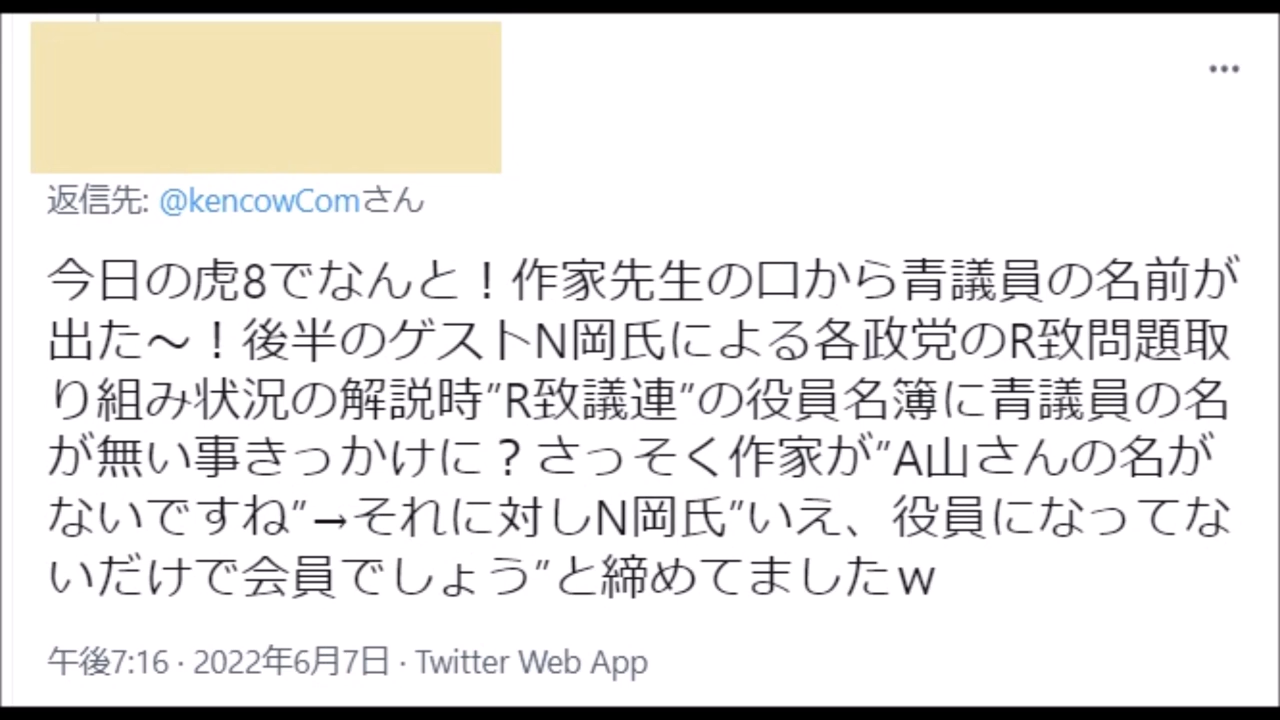 返信先: @kencowComさん
今日の虎8でなんと！作家先生の口から青議員の名前が
出た～！後半のゲストN岡氏による各政党のR致問題取
り組み状況の解説時”R致議連”の役員名簿に青議員の名
が無い事きっかけに？さっそく作家が”A山さんの名が
ないですね”→それに対しN岡氏”いえ、役員になってな
いだけで会員でしょう”と締めてましたｗ
午後7:16 · 2022年6月7日 · Twitter Web App